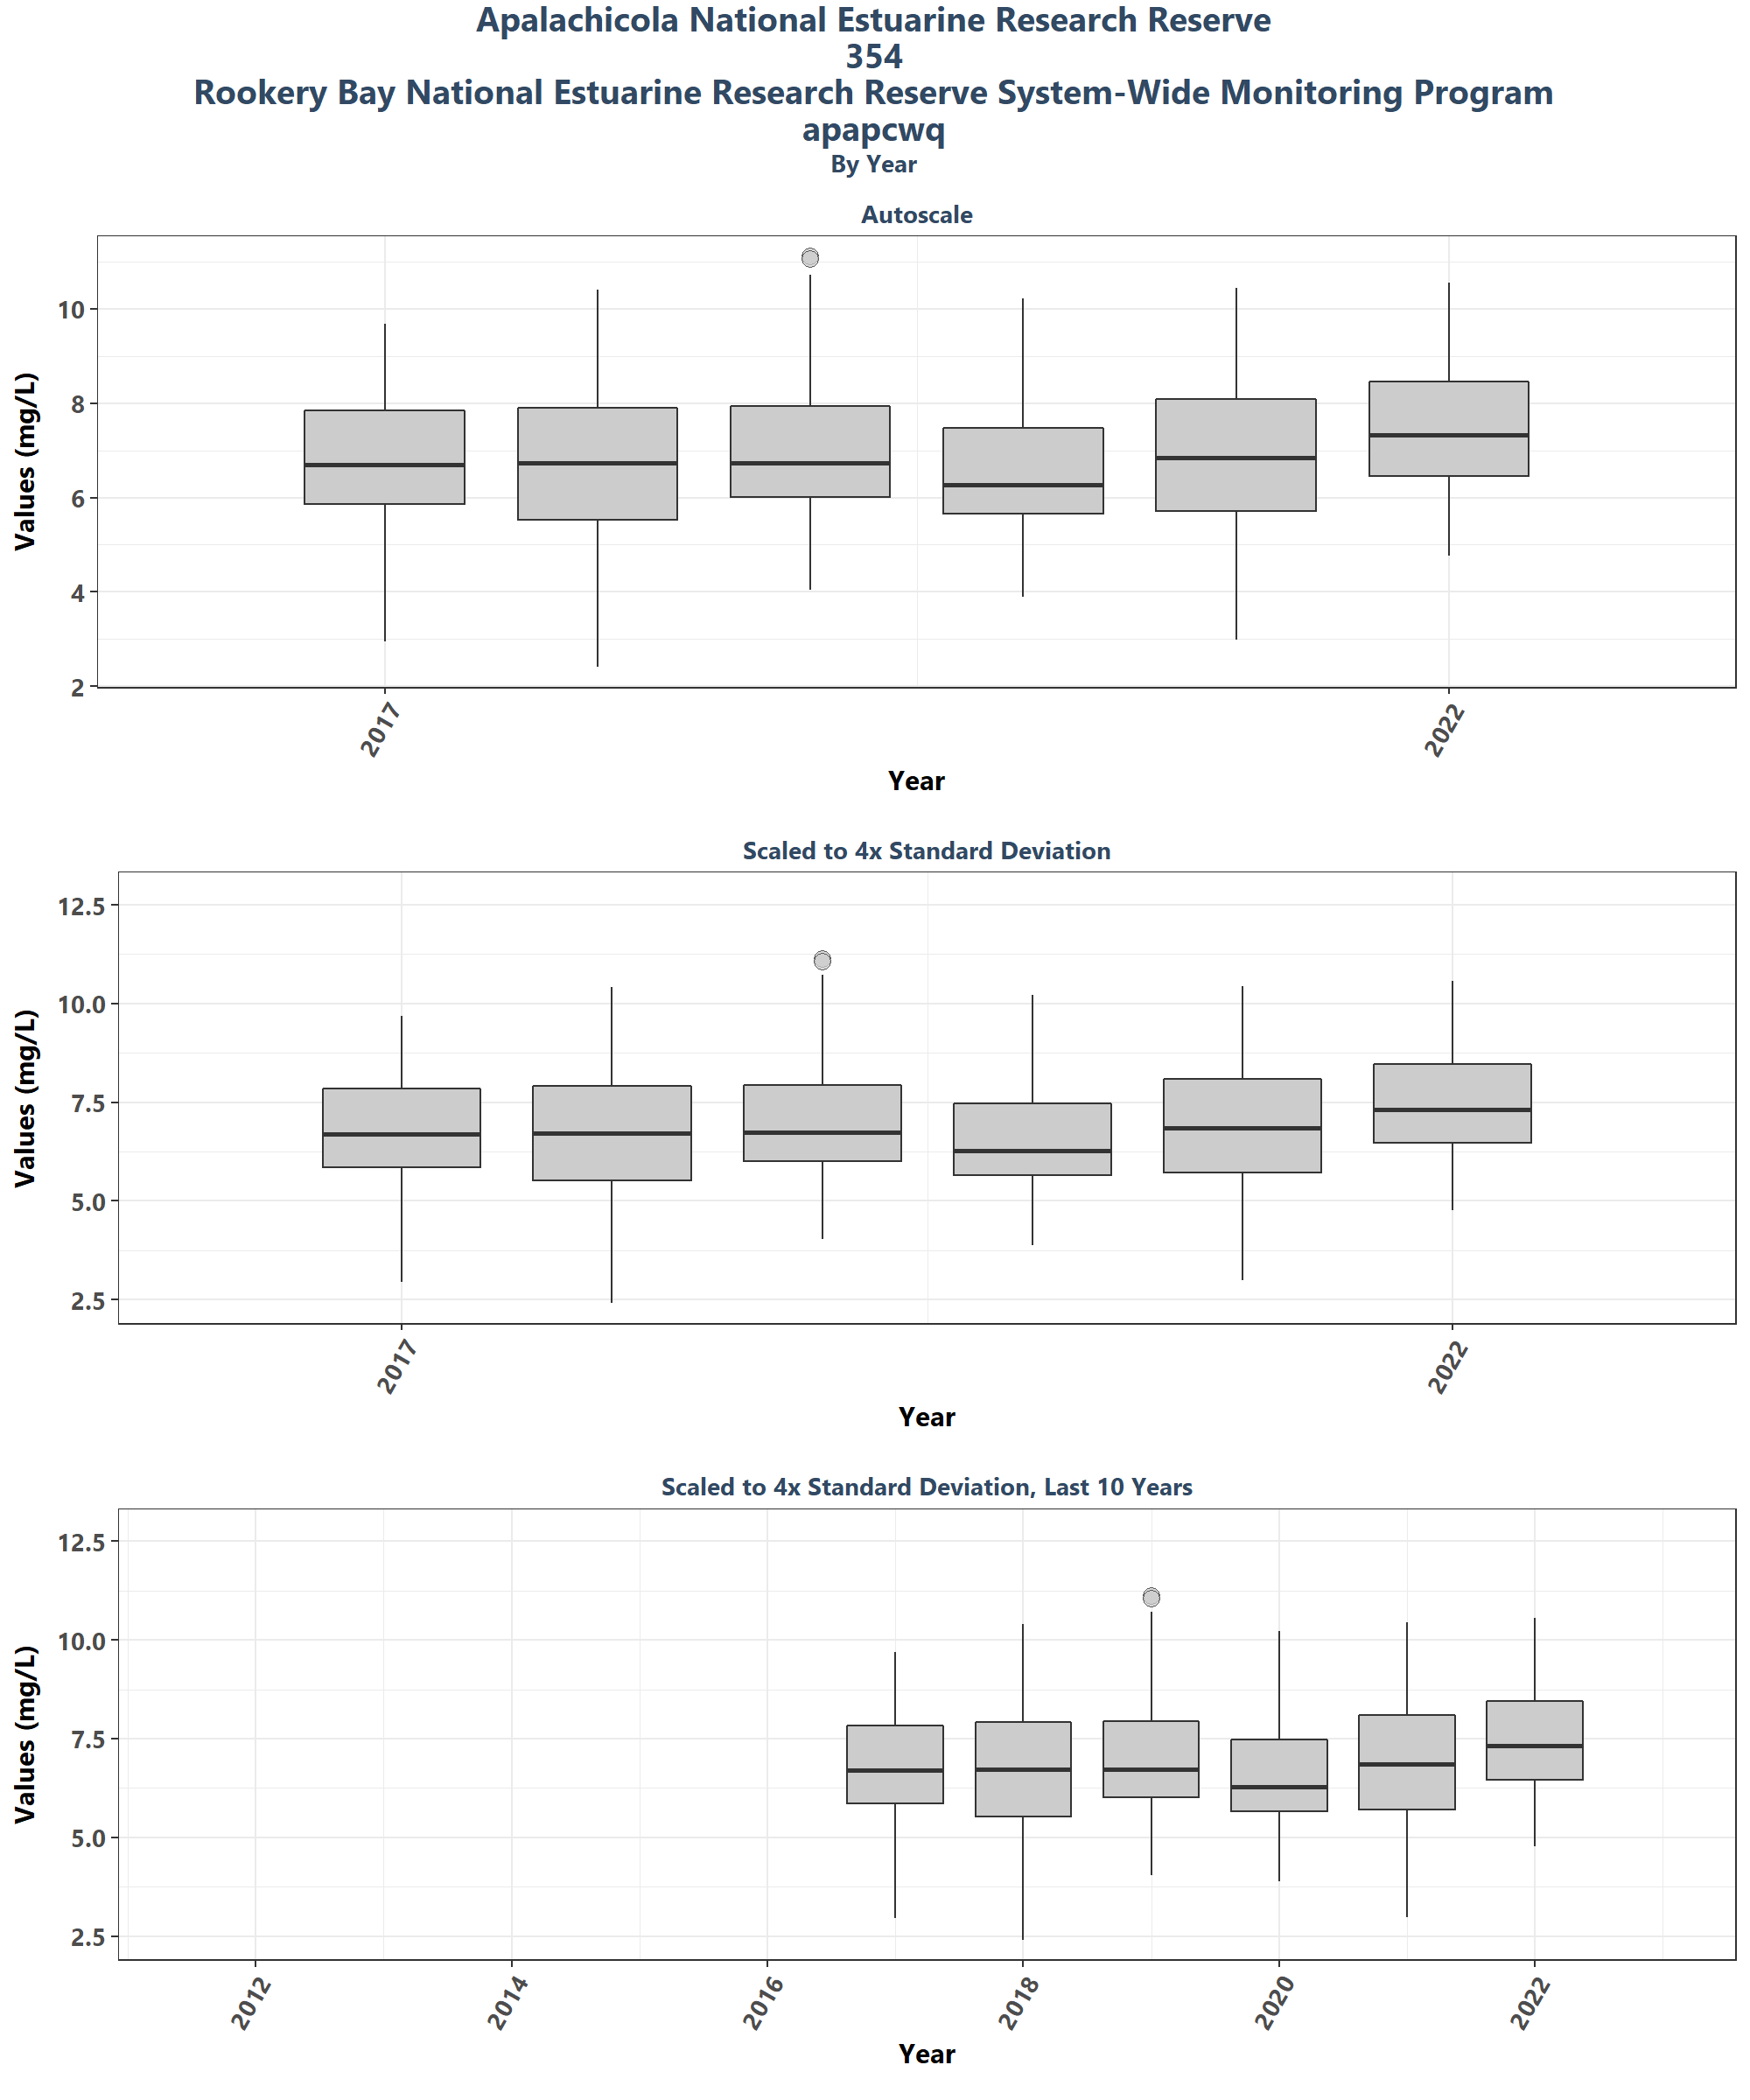 Apalachicola National Estuarine Research Reserve
354
Rookery Bay National Estuarine Research Reserve System-Wide Monitoring Program
apapcwq
By Year
Autoscale
Values (mg/L)
10
8
6
4
2
2017
2022
Year
Scaled to 4x Standard Deviation
Values (mg/L)
12.5
10.0
7.5
5.0
2.5
2017
2022
Year
Scaled to 4x Standard Deviation, Last 10 Years
Values (mg/L)
12.5
10.0
7.5
5.0
2.5
2012
2014
2016
2018
2020
2022
Year